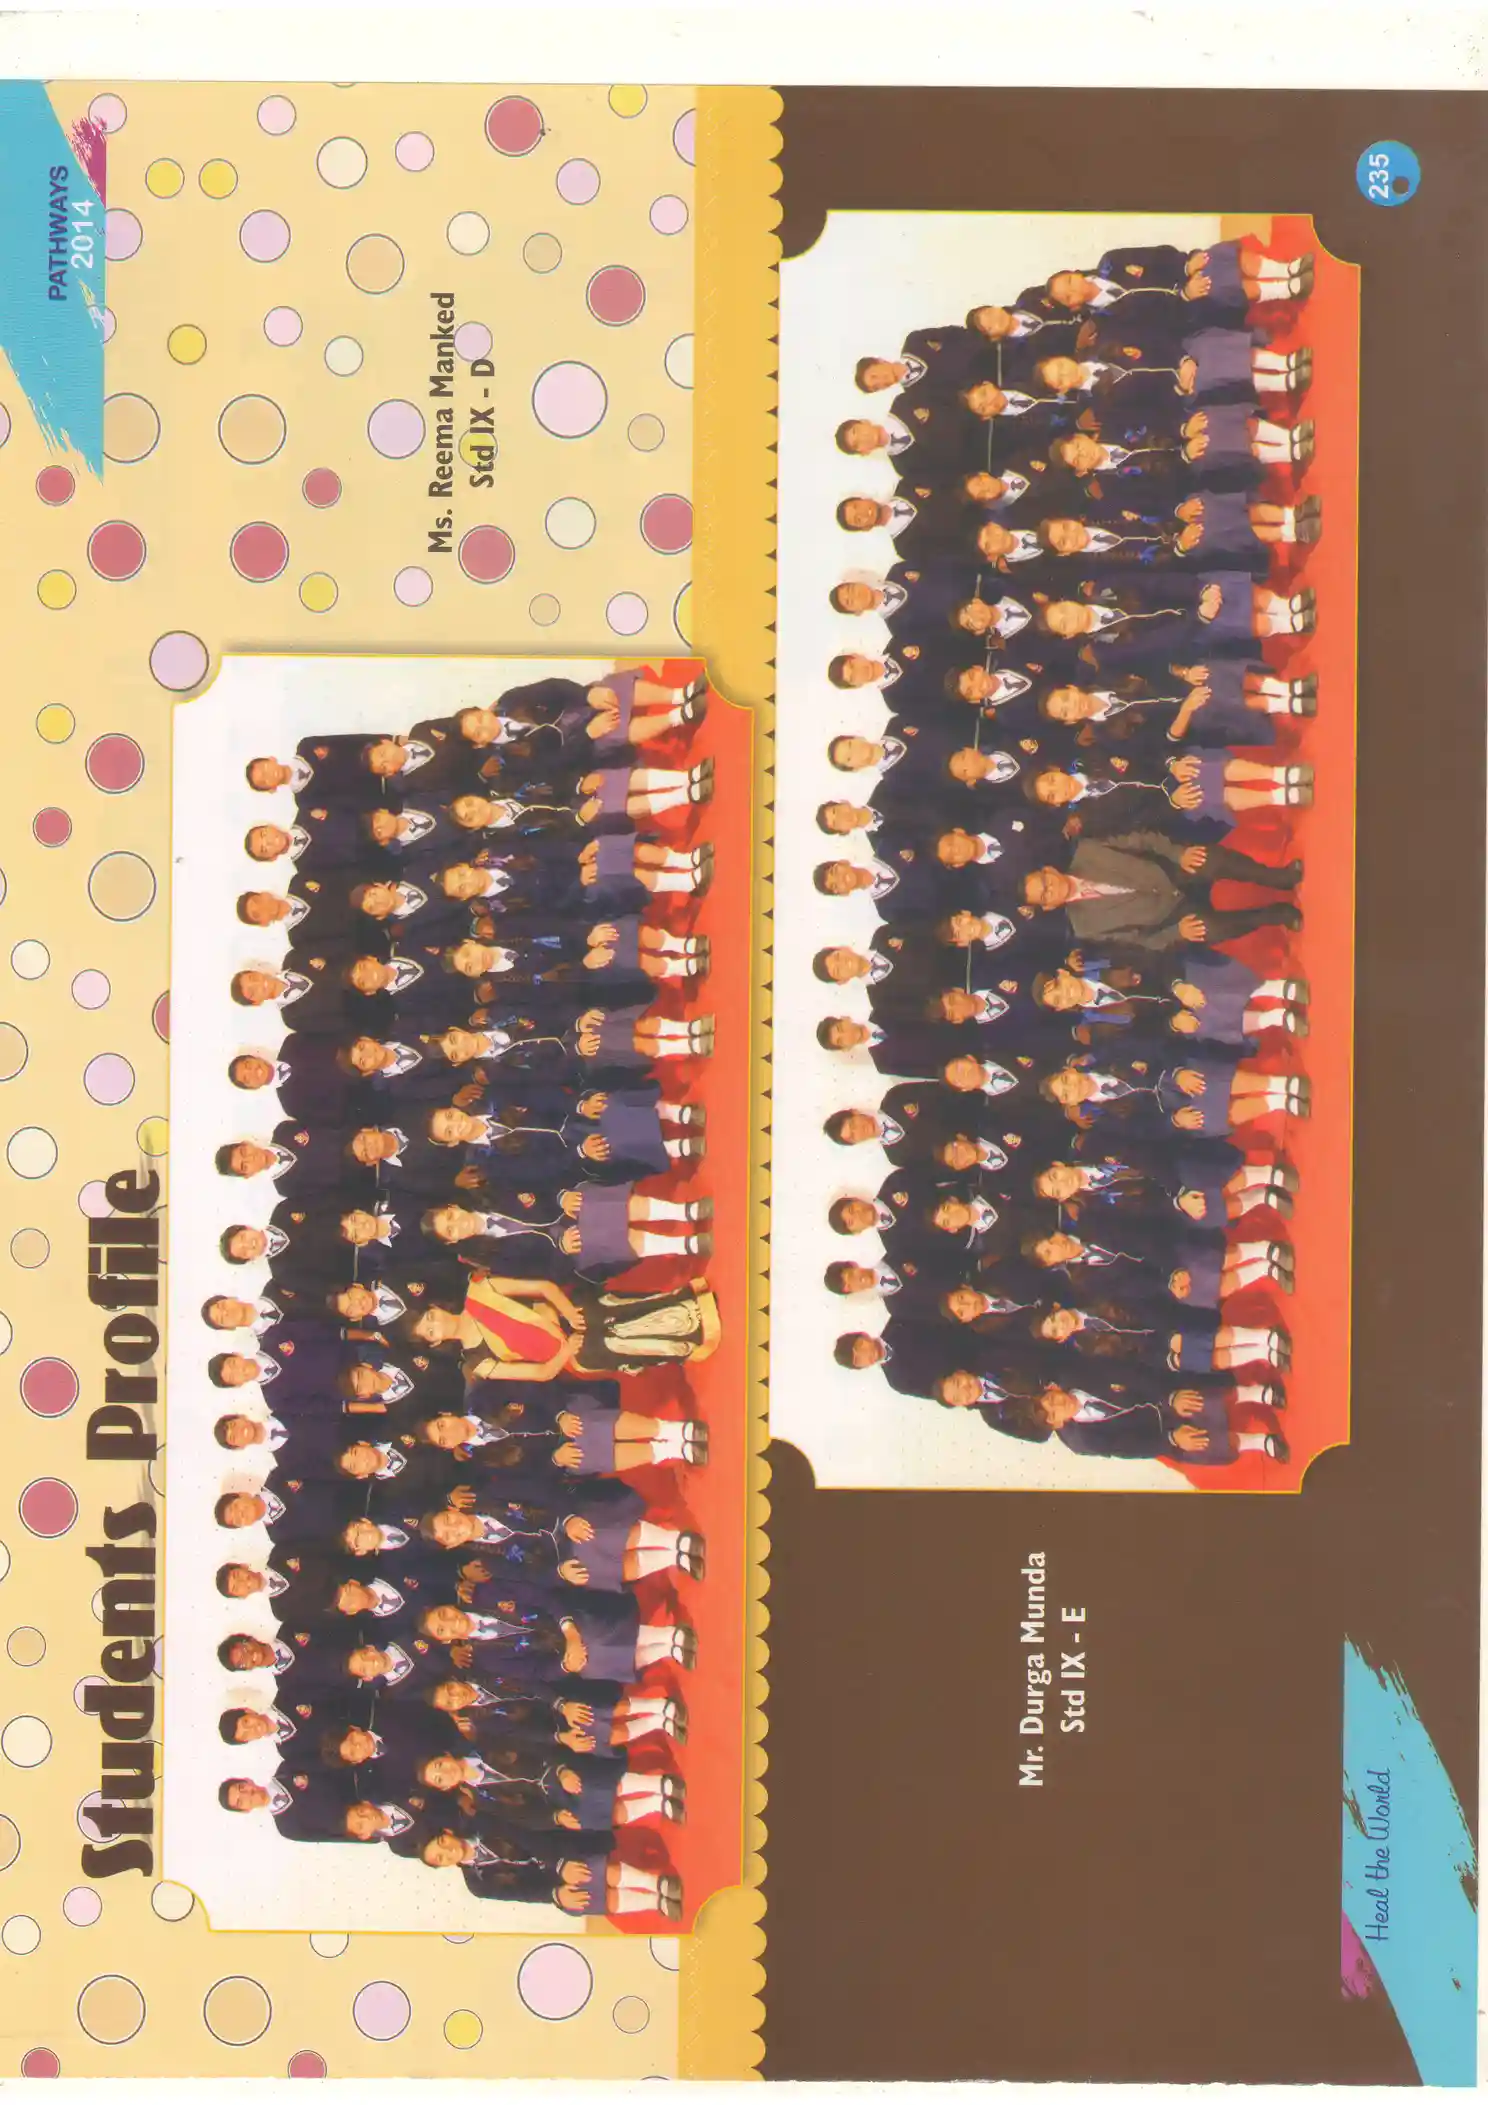 PATHWAYS
2014
Students Profile
Ms. Reema Manked
Std IX - D
Mr. Durga Munda
Std IX - E
Heal the World
235